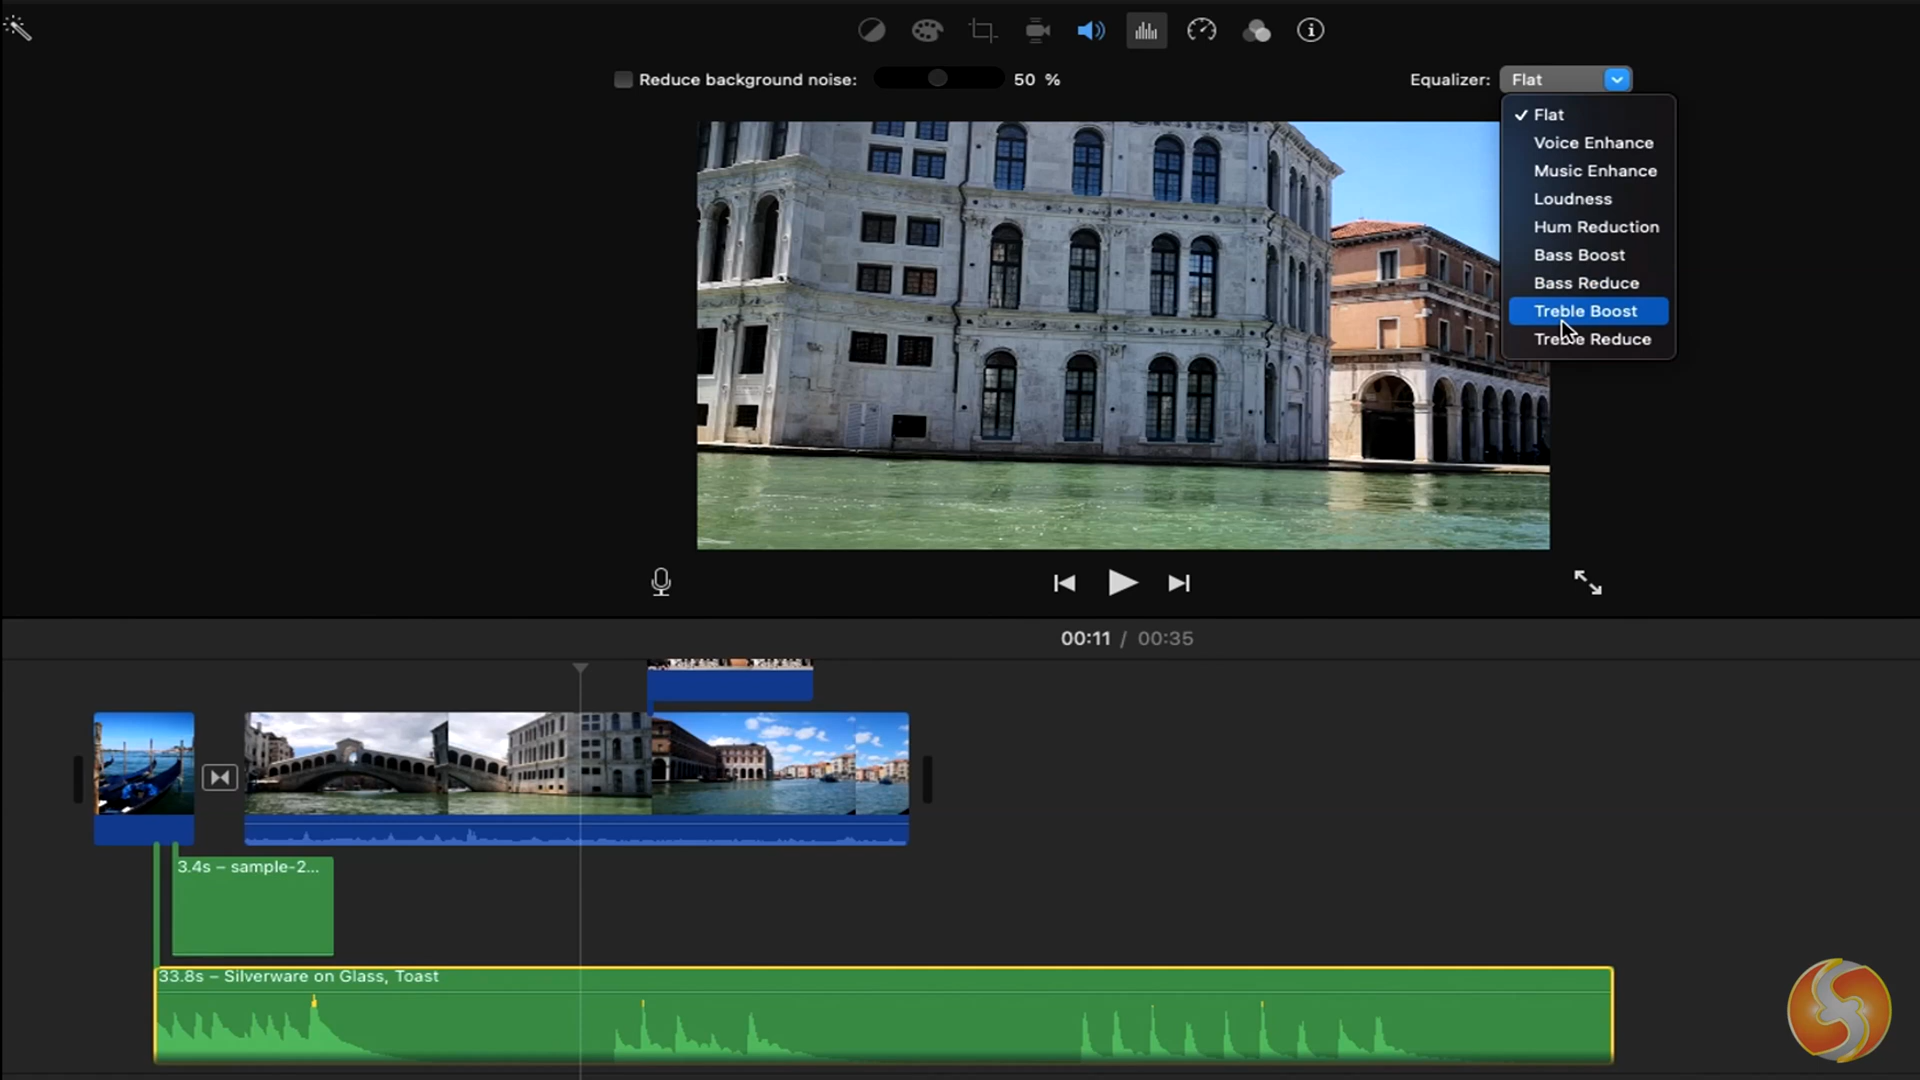 Reduce background noise: 50 % Equalizer: Flat
Flat
Voice Enhance
Music Enhance
Loudness
Hum Reduction
Bass Boost
Bass Reduce
Treble Boost
Treble Reduce
00:11 / 00:35
3.4s – sample-2...
33.8s – Silverware on Glass, Toast